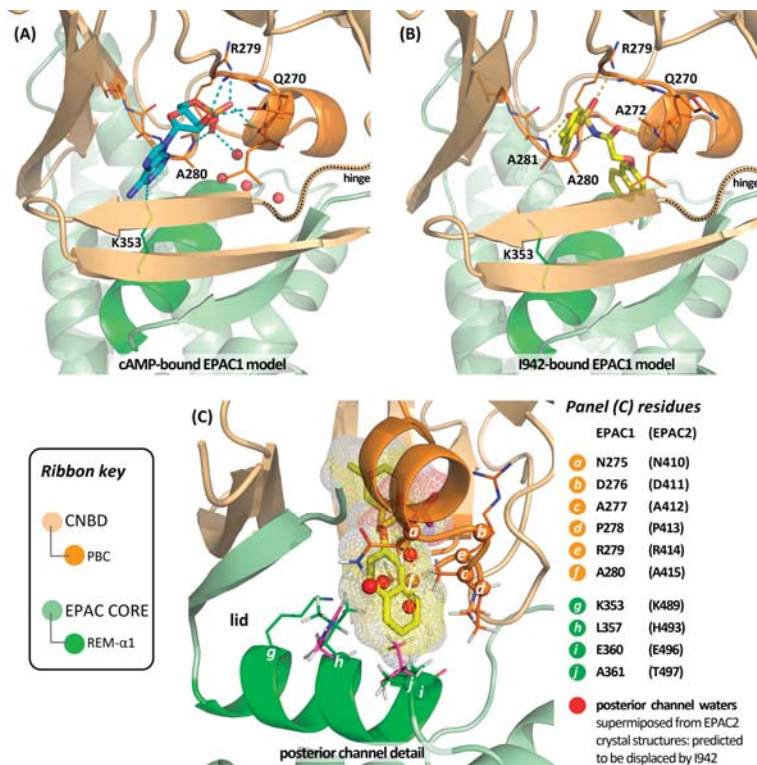 (A)
R279
Q270
A280
hinge
K353
cAMP-bound EPAC1 model
(B)
R279
Q270
A272
A281
A280
hinge
K353
I942-bound EPAC1 model
(C)
a
b
e
c
d
f
lid
g
h
j
i
posterior channel detail
Ribbon key
CNBD
PBC
EPAC CORE
REM-α1
Panel (C) residues
EPAC1 (EPAC2)
a N275 (N410)
b D276 (D411)
c A277 (A412)
d P278 (P413)
e R279 (R414)
f A280 (A415)
g K353 (K489)
h L357 (H493)
i E360 (E496)
j A361 (T497)
posterior channel waters
supermiposed from EPAC2
crystal structures: predicted
to be displaced by I942